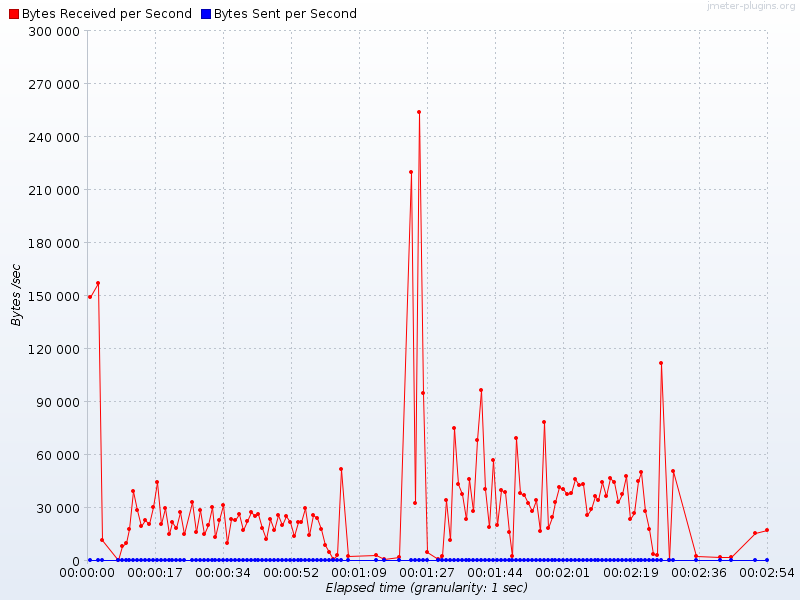 jmeter-plugins.org
Bytes Received per Second Bytes Sent per Second
300 000
270 000
240 000
210 000
180 000
150 000
120 000
90 000
60 000
30 000
0
Bytes /sec
00:00:00 00:00:17 00:00:34 00:00:52 00:01:09 00:01:27 00:01:44 00:02:01 00:02:19 00:02:36 00:02:54
Elapsed time (granularity: 1 sec)